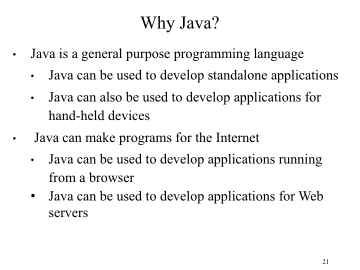 Why Java?
• Java is a general purpose programming language
• Java can be used to develop standalone applications
• Java can also be used to develop applications for
hand-held devices
• Java can make programs for the Internet
• Java can be used to develop applications running
from a browser
• Java can be used to develop applications for Web
servers
21